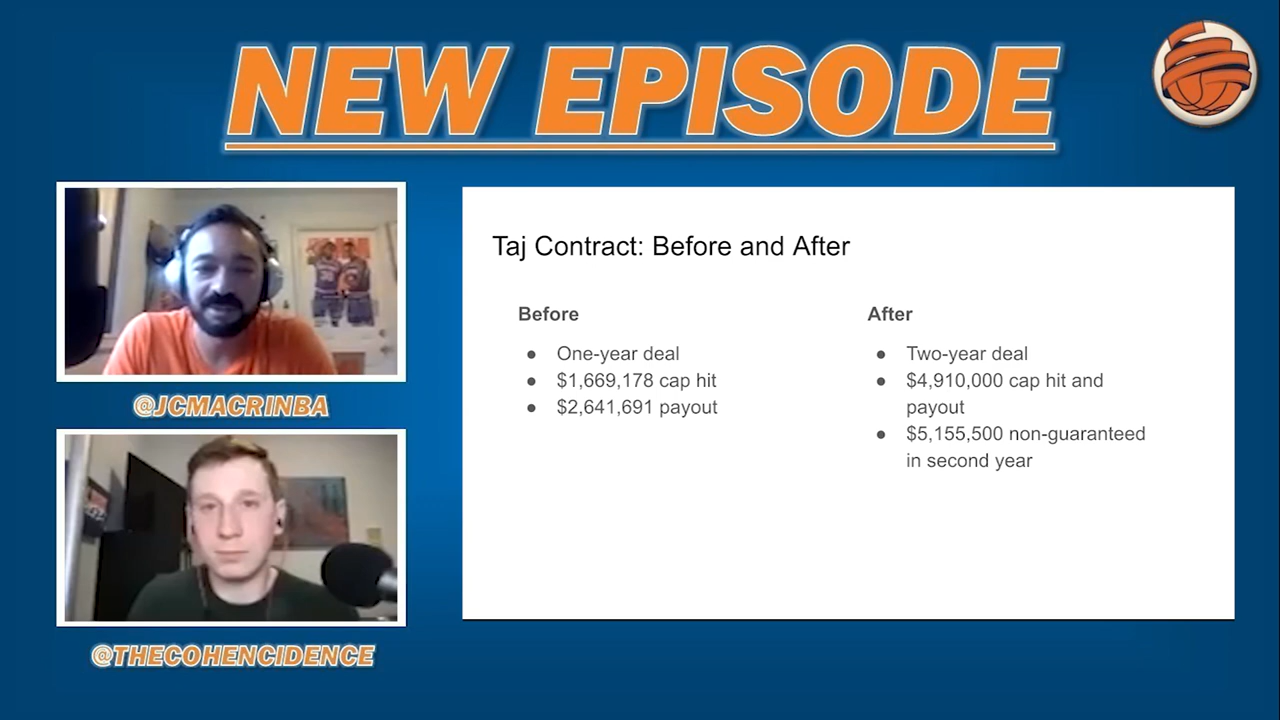 NEW EPISODE
@JCMACRINBA
@THECOHENCIDENCE
Taj Contract: Before and After
Before
● One-year deal
● $1,669,178 cap hit
● $2,641,691 payout
After
● Two-year deal
● $4,910,000 cap hit and
payout
● $5,155,500 non-guaranteed
in second year